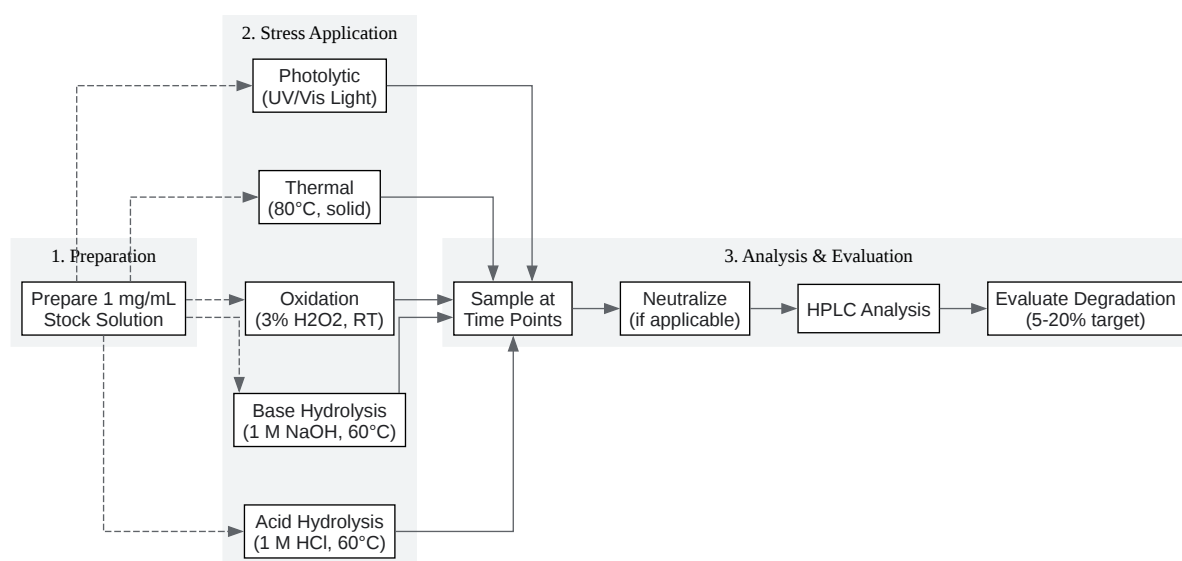 2. Stress Application
Photolytic
(UV/Vis Light)
Thermal
(80°C, solid)
1. Preparation
3. Analysis & Evaluation
Prepare 1 mg/mL
Stock Solution
Oxidation
(3% H2O2, RT)
Sample at
Time Points
Neutralize
(if applicable)
HPLC Analysis
Evaluate Degradation
(5-20% target)
Base Hydrolysis
(1 M NaOH, 60°C)
Acid Hydrolysis
(1 M HCl, 60°C)